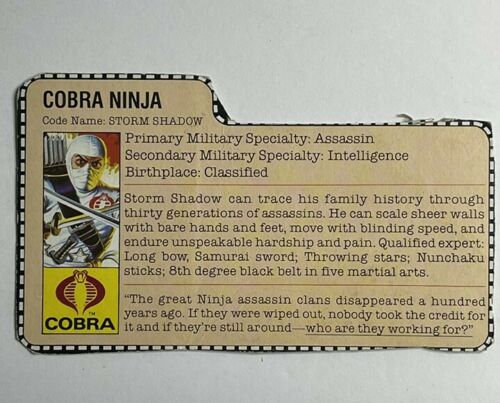 COBRA NINJA
Code Name: STORM SHADOW
Primary Military Specialty: Assassin
Secondary Military Specialty: Intelligence
Birthplace: Classified
Storm Shadow can trace his family history through
thirty generations of assassins. He can scale sheer walls
with bare hands and feet, move with blinding speed, and
endure unspeakable hardship and pain. Qualified expert:
Long bow, Samurai sword; Throwing stars; Nunchaku
sticks; 8th degree black belt in five martial arts.
"The great Ninja assassin clans disappeared a hundred
years ago. If they were wiped out, nobody took the credit for
it and if they're still around—who are they working for?"
TM
COBRA